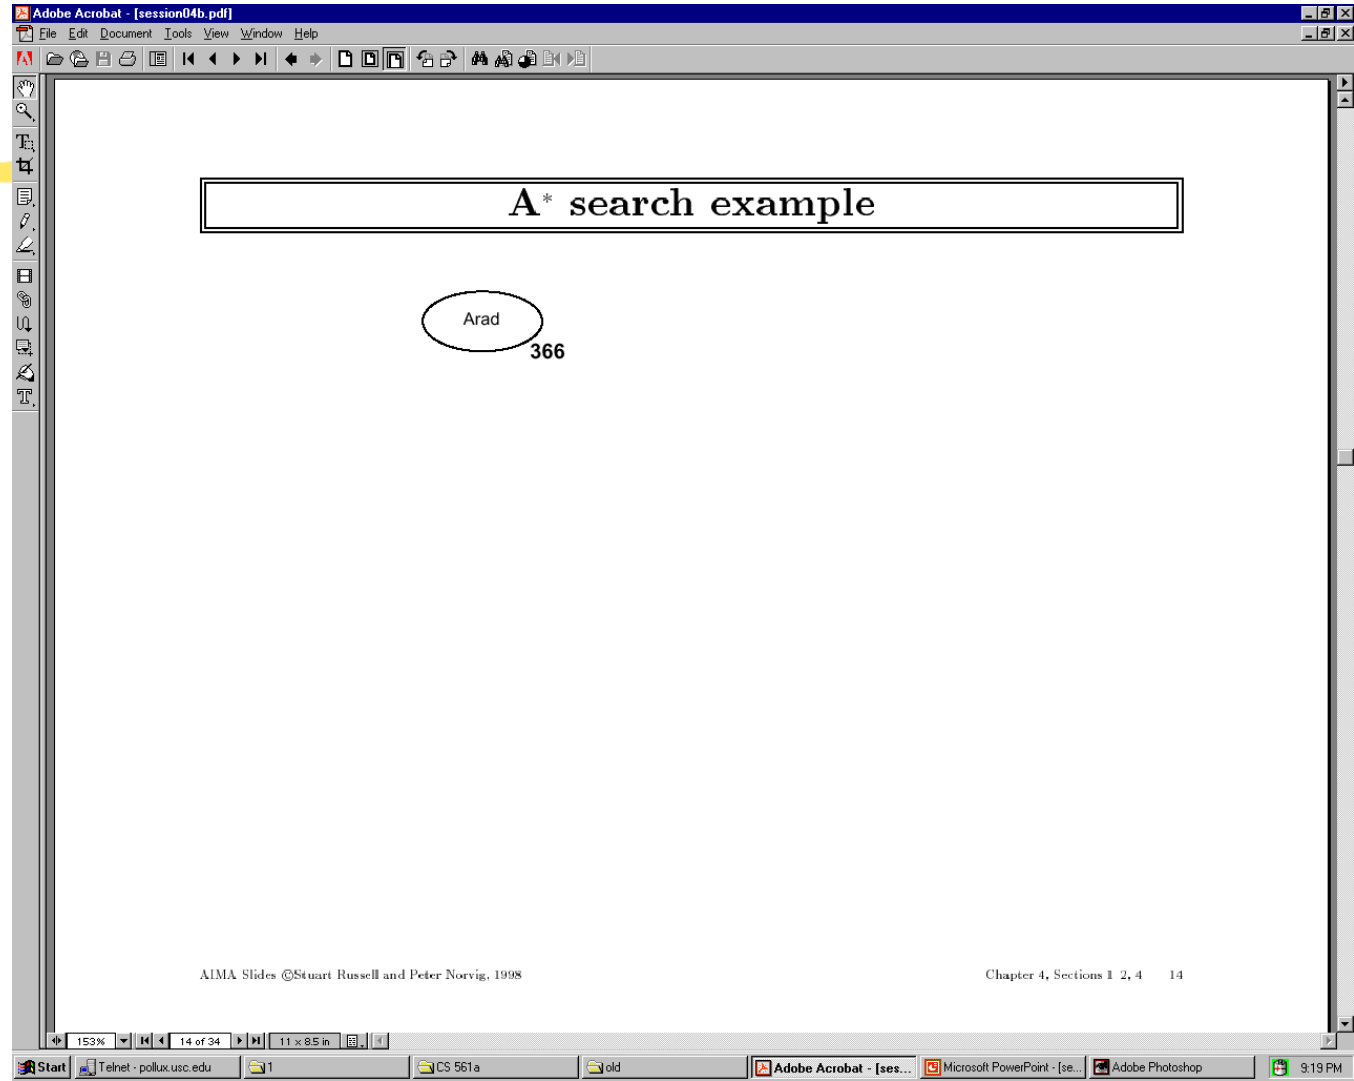 Adobe Acrobat - [session04b.pdf]
File Edit Document Tools View Window Help
A* search example
Arad
366
AIMA Slides ©Stuart Russell and Peter Norvig, 1998
Chapter 4, Sections 1 2, 4 14
153% 14 of 34 11 x 8.5 in
Start Telnet - pollux.usc.edu 1 CS 561a old Adobe Acrobat - [ses... Microsoft PowerPoint - [se... Adobe Photoshop 9:19 PM